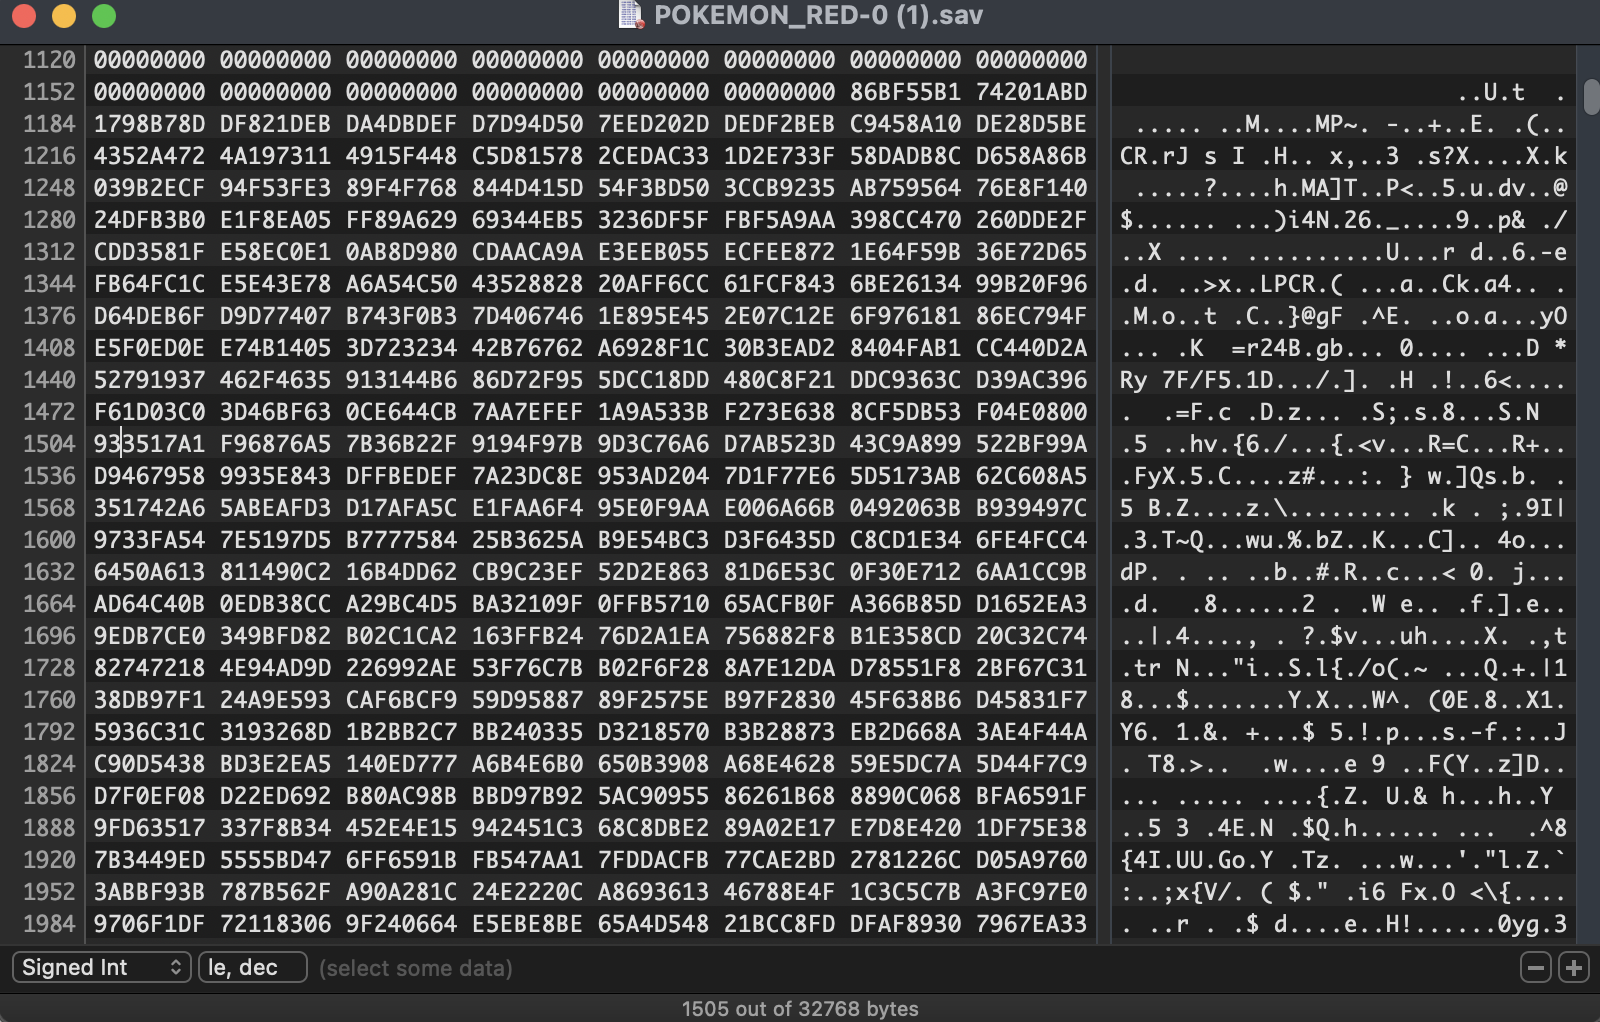 POKEMON_RED-0 (1).sav
1120 00000000 00000000 00000000 00000000 00000000 00000000 00000000 00000000
1152 00000000 00000000 00000000 00000000 00000000 00000000 86BF55B1 74201ABD ..U.t .
1184 1798B78D DF821DEB DA4DBDEF D7D94D50 7EED202D DEDF2BEB C9458A10 DE28D5BE ..... ..M....MP~. -..+..E. .(..
1216 4352A472 4A197311 4915F448 C5D81578 2CEDAC33 1D2E733F 58DADB8C D658A86B CR.rJ s I .H.. x,..3 .s?X....X.k
1248 039B2ECF 94F53FE3 89F4F768 844D415D 54F3BD50 3CCB9235 AB759564 76E8F140 .....?....h.MA]T..P<..5.u.dv..@
1280 24DFB3B0 E1F8EA05 FF89A629 69344EB5 3236DF5F FBF5A9AA 398CC470 260DDE2F $...... ...)i4N.26._....9..p& ./
1312 CDD3581F E58EC0E1 0AB8D980 CDAACA9A E3EEB055 ECFEE872 1E64F59B 36E72D65 ..X .... ..........U...r d..6.-e
1344 FB64FC1C E5E43E78 A6A54C50 43528828 20AFF6CC 61FCF843 6BE26134 99B20F96 .d. ..>x..LPCR.( ...a..Ck.a4.. .
1376 D64DEB6F D9D77407 B743F0B3 7D406746 1E895E45 2E07C12E 6F976181 86EC794F .M.o..t .C..}@gF .^E. ..o.a...yO
1408 E5F0ED0E E74B1405 3D723234 42B76762 A6928F1C 30B3EAD2 8404FAB1 CC440D2A ... .K  =r24B.gb... 0.... ...D *
1440 52791937 462F4635 913144B6 86D72F95 5DCC18DD 480C8F21 DDC9363C D39AC396 Ry 7F/F5.1D.../.]. .H .!..6<....
1472 F61D03C0 3D46BF63 0CE644CB 7AA7EFEF 1A9A533B F273E638 8CF5DB53 F04E0800 .  .=F.c .D.z... .S;.s.8...S.N
1504 933517A1 F96876A5 7B36B22F 9194F97B 9D3C76A6 D7AB523D 43C9A899 522BF99A .5 ..hv.{6./...{.<v...R=C...R+..
1536 D9467958 9935E843 DFFBEDEF 7A23DC8E 953AD204 7D1F77E6 5D5173AB 62C608A5 .FyX.5.C....z#...:. } w.]Qs.b. .
1568 351742A6 5ABEAFD3 D17AFA5C E1FAA6F4 95E0F9AA E006A66B 0492063B B939497C 5 B.Z....z.\......... .k . ;.9I|
1600 9733FA54 7E5197D5 B7777584 25B3625A B9E54BC3 D3F6435D C8CD1E34 6FE4FCC4 .3.T~Q...wu.%.bZ..K...C].. 4o...
1632 6450A613 811490C2 16B4DD62 CB9C23EF 52D2E863 81D6E53C 0F30E712 6AA1CC9B dP. . ..  ..b..#.R..c...< 0. j...
1664 AD64C40B 0EDB38CC A29BC4D5 BA32109F 0FFB5710 65ACFB0F A366B85D D1652EA3 .d.  .8......2 . .W e.. .f.].e..
1696 9EDB7CE0 349BFD82 B02C1CA2 163FFB24 76D2A1EA 756882F8 B1E358CD 20C32C74 ..|.4...., . ?.$v...uh....X. .,t
1728 82747218 4E94AD9D 226992AE 53F76C7B B02F6F28 8A7E12DA D78551F8 2BF67C31 .tr N..."i..S.l{./o(.~ ...Q.+.|1
1760 38DB97F1 24A9E593 CAF6BCF9 59D95887 89F2575E B97F2830 45F638B6 D45831F7 8...$.......Y.X...W^. (0E.8..X1.
1792 5936C31C 3193268D 1B2BB2C7 BB240335 D3218570 B3B28873 EB2D668A 3AE4F44A Y6. 1.&. +...$ 5.!.p...s.-f.:..J
1824 C90D5438 BD3E2EA5 140ED777 A6B4E6B0 650B3908 A68E4628 59E5DC7A 5D44F7C9 . T8.>..  .w....e 9 ..F(Y..z]D..
1856 D7F0EF08 D22ED692 B80AC98B BBD97B92 5AC90955 86261B68 8890C068 BFA6591F ... ..... ....{.Z. U.& h...h..Y
1888 9FD63517 337F8B34 452E4E15 942451C3 68C8DBE2 89A02E17 E7D8E420 1DF75E38 ..5 3 .4E.N .$Q.h...... ...  .^8
1920 7B3449ED 5555BD47 6FF6591B FB547AA1 7FDDACFB 77CAE2BD 2781226C D05A9760 {4I.UU.Go.Y .Tz. ...w...'."l.Z.`
1952 3ABBF93B 787B562F A90A281C 24E2220C A8693613 46788E4F 1C3C5C7B A3FC97E0 :..;x{V/. ( $." .i6 Fx.O <\{....
1984 9706F1DF 72118306 9F240664 E5EBE8BE 65A4D548 21BCC8FD DFAF8930 7967EA33 . ..r . .$ d....e..H!......0yg.3
Signed Int le, dec (select some data)
1505 out of 32768 bytes